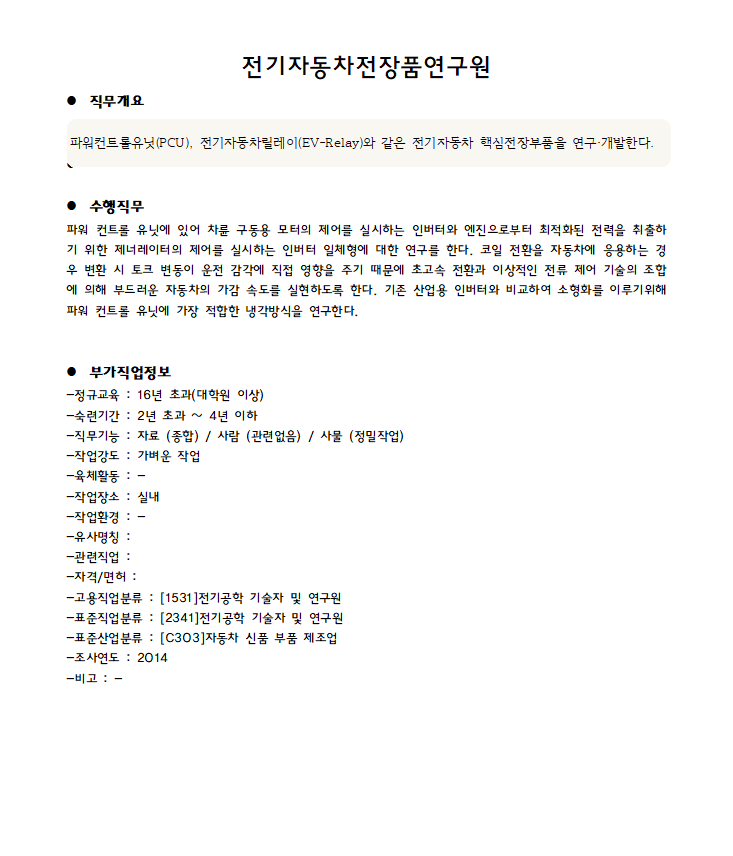 전기자동차전장품연구원
● 직무개요
파워컨트롤유닛(PCU), 전기자동차릴레이(EV-Relay)와 같은 전기자동차 핵심전장부품을 연구·개발한다.
● 수행직무
파워 컨트롤 유닛에 있어 차륜 구동용 모터의 제어를 실시하는 인버터와 엔진으로부터 최적화된 전력을 취출하
기 위한 제너레이터의 제어를 실시하는 인버터 일체형에 대한 연구를 한다. 코일 전환을 자동차에 응용하는 경
우 변환 시 토크 변동이 운전 감각에 직접 영향을 주기 때문에 초고속 전환과 이상적인 전류 제어 기술의 조합
에 의해 부드러운 자동차의 가감 속도를 실현하도록 한다. 기존 산업용 인버터와 비교하여 소형화를 이루기위해
파워 컨트롤 유닛에 가장 적합한 냉각방식을 연구한다.
● 부가직업정보
-정규교육 : 16년 초과(대학원 이상)
-숙련기간 : 2년 초과 ~ 4년 이하
-직무기능 : 자료 (종합) / 사람 (관련없음) / 사물 (정밀작업)
-작업강도 : 가벼운 작업
-육체활동 : -
-작업장소 : 실내
-작업환경 : -
-유사명칭 :
-관련직업 :
-자격/면허 :
-고용직업분류 : [1531]전기공학 기술자 및 연구원
-표준직업분류 : [2341]전기공학 기술자 및 연구원
-표준산업분류 : [C303]자동차 신품 부품 제조업
-조사연도 : 2014
-비고 : -